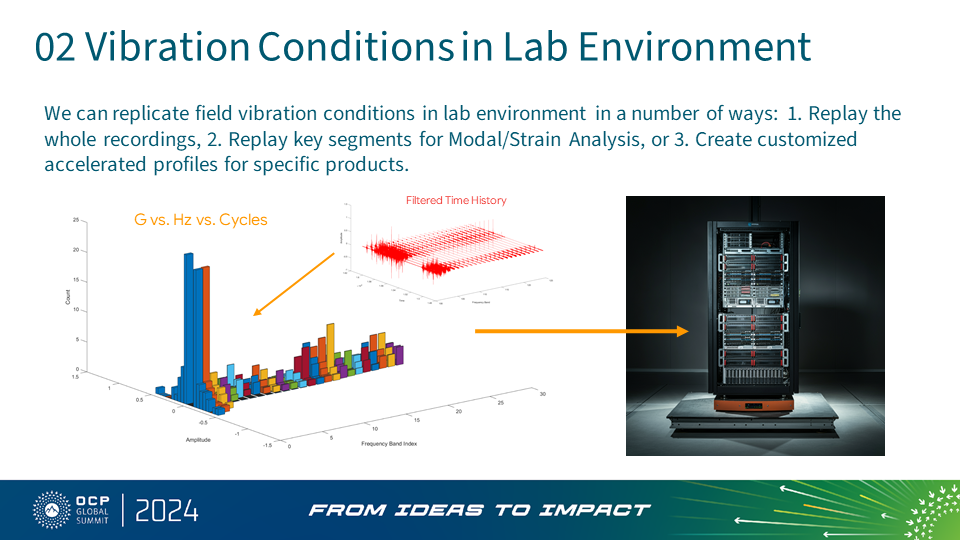 02 Vibration Conditions in Lab Environment
We can replicate field vibration conditions in lab environment in a number of ways: 1. Replay the
whole recordings, 2. Replay key segments for Modal/Strain Analysis, or 3. Create customized
accelerated profiles for specific products.
G vs. Hz vs. Cycles
Filtered Time History
25
20
15
10
5
0
Count
1.5
1
0.5
0
-0.5
-1
-1.5
Amplitude
0
5
10
15
20
25
30
Frequency Band Index
Frequency Band
Time
OCP
GLOBAL
SUMMIT
2024
FROM IDEAS TO IMPACT